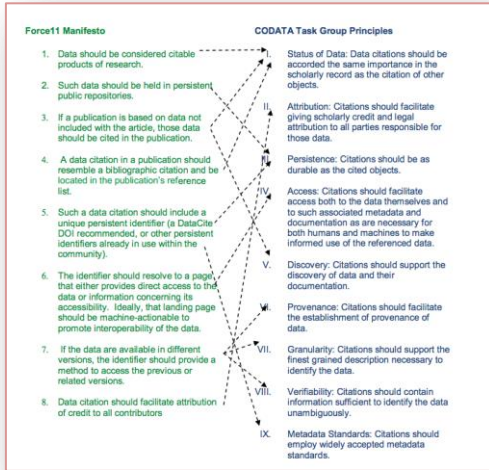 Force11 Manifesto
1. Data should be considered citable
products of research.
2. Such data should be held in persistent
public repositories.
3. If a publication is based on data not
included with the article, those data
should be cited in the publication.
4. A data citation in a publication should
resemble a bibliographic citation and be
located in the publication's reference
list.
5. Such a data citation should include a
unique persistent identifier (a DataCite
DOI recommended, or other persistent
identifiers already in use within the
community).
6. The identifier should resolve to a page
that either provides direct access to the
data or information concerning its
accessibility. Ideally, that landing page
should be machine-actionable to
promote interoperability of the data.
7. If the data are available in different
versions, the identifier should provide a
method to access the previous or
related versions.
8. Data citation should facilitate attribution
of credit to all contributors
CODATA Task Group Principles
I. Status of Data: Data citations should be
accorded the same importance in the
scholarly record as the citation of other
objects.
II. Attribution: Citations should facilitate
giving scholarly credit and legal
attribution to all parties responsible for
those data.
III. Persistence: Citations should be as
durable as the cited objects.
IV. Access: Citations should facilitate
access both to the data themselves and
to such associated metadata and
documentation as are necessary for
both humans and machines to make
informed use of the referenced data.
V. Discovery: Citations should support the
discovery of data and their
documentation.
VI. Provenance: Citations should facilitate
the establishment of provenance of
data.
VII. Granularity: Citations should support the
finest grained description necessary to
identify the data.
VIII. Verifiability: Citations should contain
information sufficient to identify the data
unambiguously.
IX. Metadata Standards: Citations should
employ widely accepted metadata
standards.